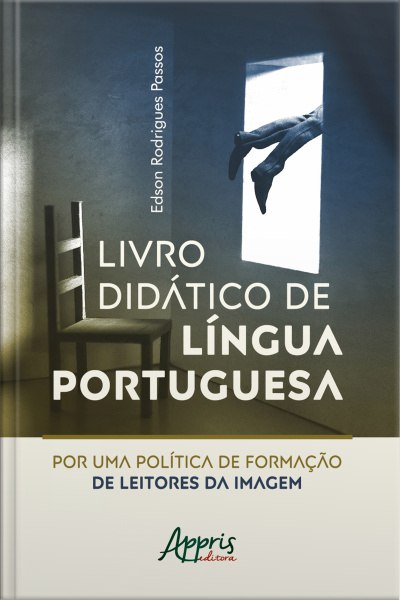 Edson Rodrigues Passos
LIVRO
DIDÁTICO DE
LÍNGUA
PORTUGUESA
POR UMA POLÍTICA DE FORMAÇÃO
DE LEITORES DA IMAGEM
Appris
editora